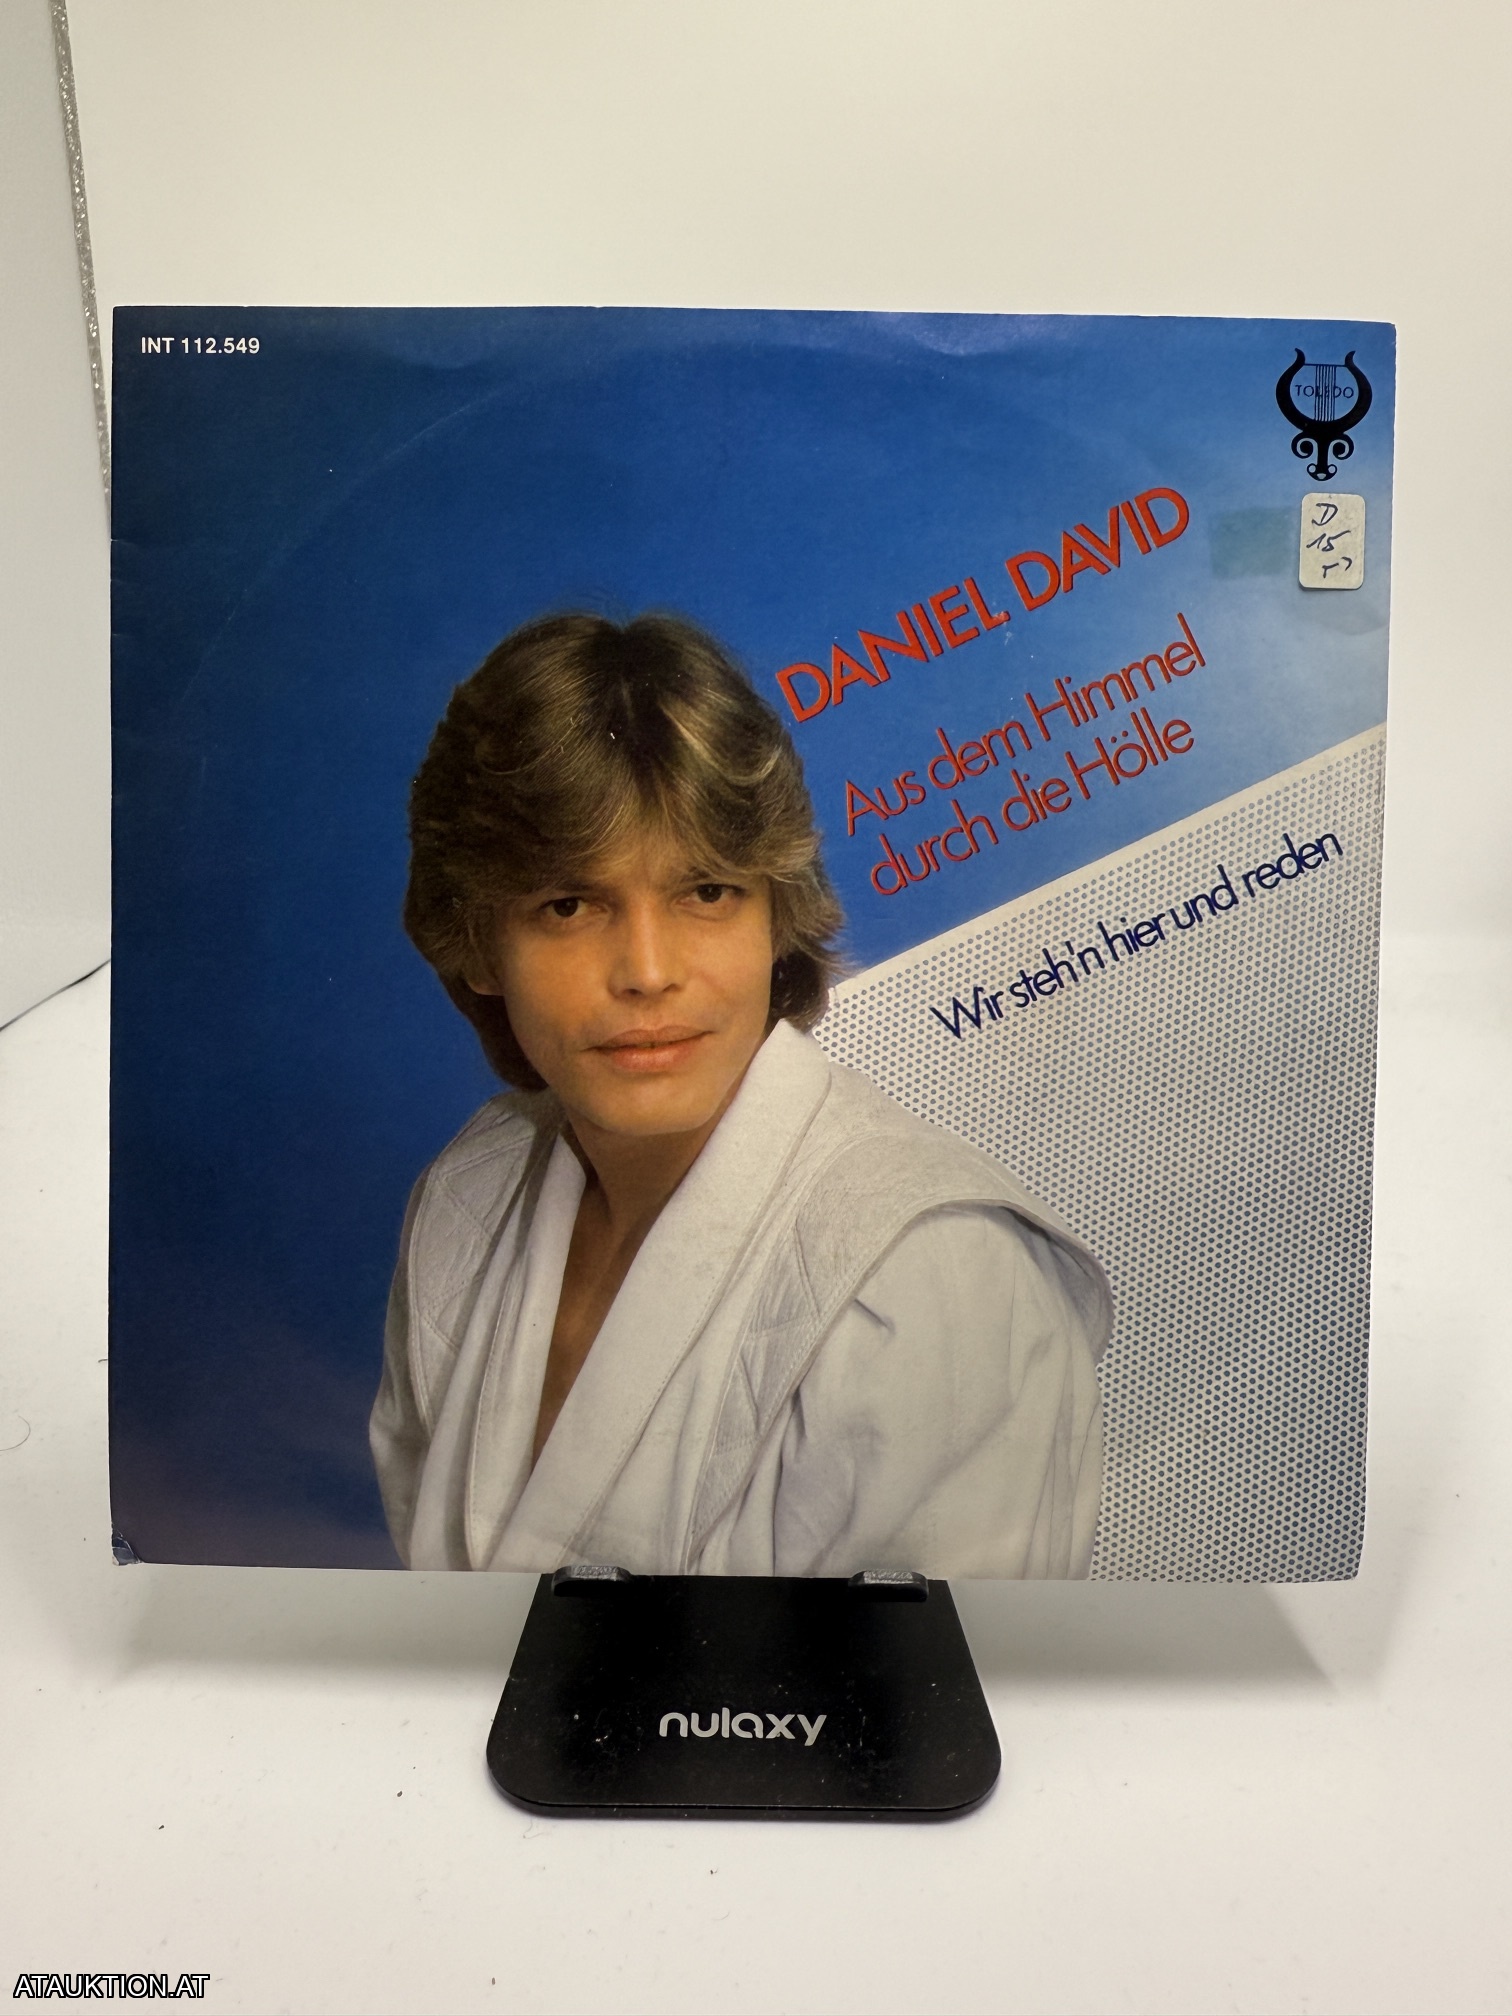 INT 112.549
TOLEDO
D
15
DANIEL DAVID
Aus dem Himmel
durch die Hölle
Wir steh'n hier und reden
nulaxy
ATAUKTION.AT